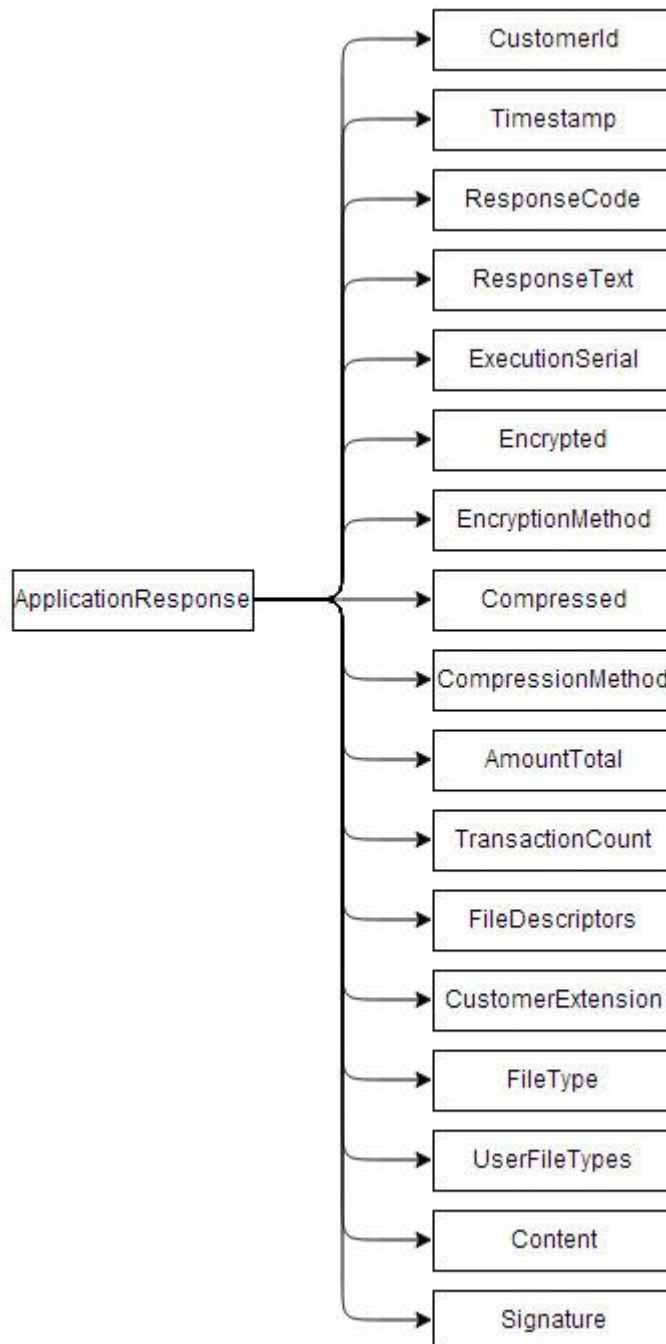 CustomerId
Timestamp
ResponseCode
ResponseText
ExecutionSerial
Encrypted
EncryptionMethod
ApplicationResponse
Compressed
CompressionMethod
AmountTotal
TransactionCount
FileDescriptors
CustomerExtension
FileType
UserFileTypes
Content
Signature